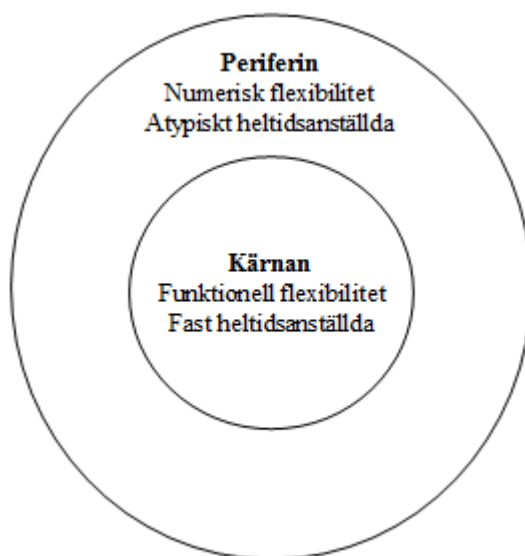 Periferin
Numerisk flexibilitet
Atypiskt heltidsanställda
Kärnan
Funktionell flexibilitet
Fast heltidsanställda